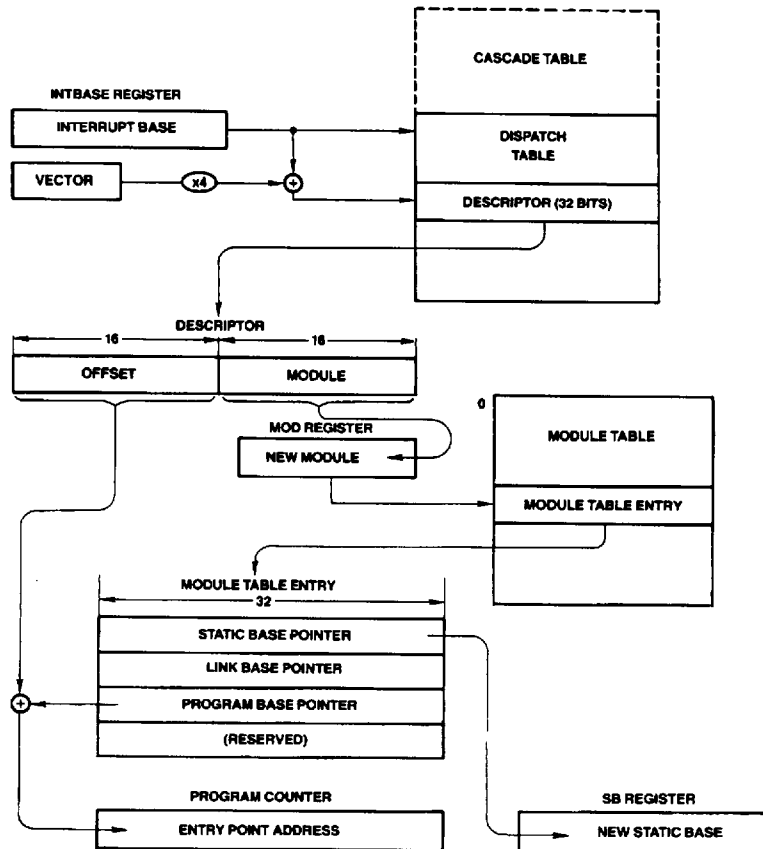 CASCADE TABLE
INTBASE REGISTER
INTERRUPT BASE
DISPATCH
TABLE
VECTOR
x4
+
DESCRIPTOR (32 BITS)
DESCRIPTOR
16
16
OFFSET
MODULE
0
MOD REGISTER
MODULE TABLE
NEW MODULE
MODULE TABLE ENTRY
MODULE TABLE ENTRY
32
STATIC BASE POINTER
LINK BASE POINTER
+
PROGRAM BASE POINTER
(RESERVED)
PROGRAM COUNTER
SB REGISTER
ENTRY POINT ADDRESS
NEW STATIC BASE